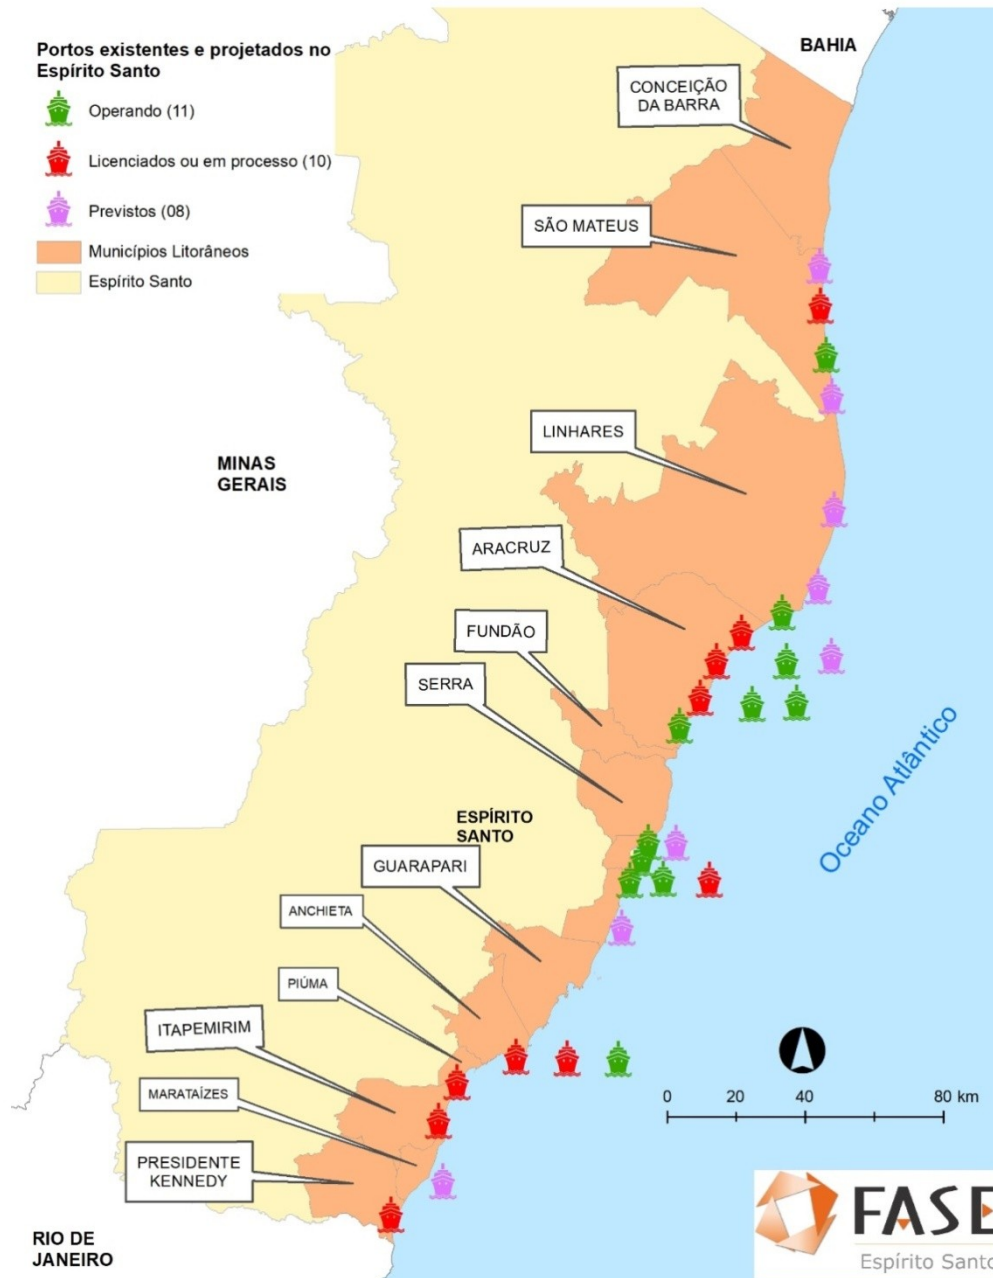 Portos existentes e projetados no
Espírito Santo
Operando (11)
Licenciados ou em processo (10)
Previstos (08)
Municípios Litorâneos
Espírito Santo
BAHIA
CONCEIÇÃO
DA BARRA
SÃO MATEUS
LINHARES
MINAS
GERAIS
ARACRUZ
FUNDÃO
SERRA
Oceano Atlântico
ESPÍRITO
SANTO
GUARAPARI
ANCHIETA
PIÚMA
ITAPEMIRIM
MARATAÍZES
PRESIDENTE
KENNEDY
0 20 40 80 km
RIO DE
JANEIRO
FASE
Espírito Santo